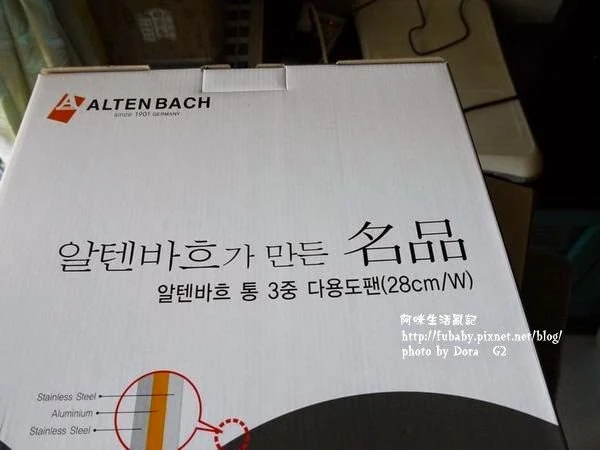 ALTENBACH
since 1901 GERMANY
알텐바흐가 만든 名品
알텐바흐 통 3중 다용도팬(28cm/W)
阿咪生活亂記
http://fubaby.pixnet.net/blog/
photo by Dora G2
Stainless Steel
Aluminium
Stainless Steel